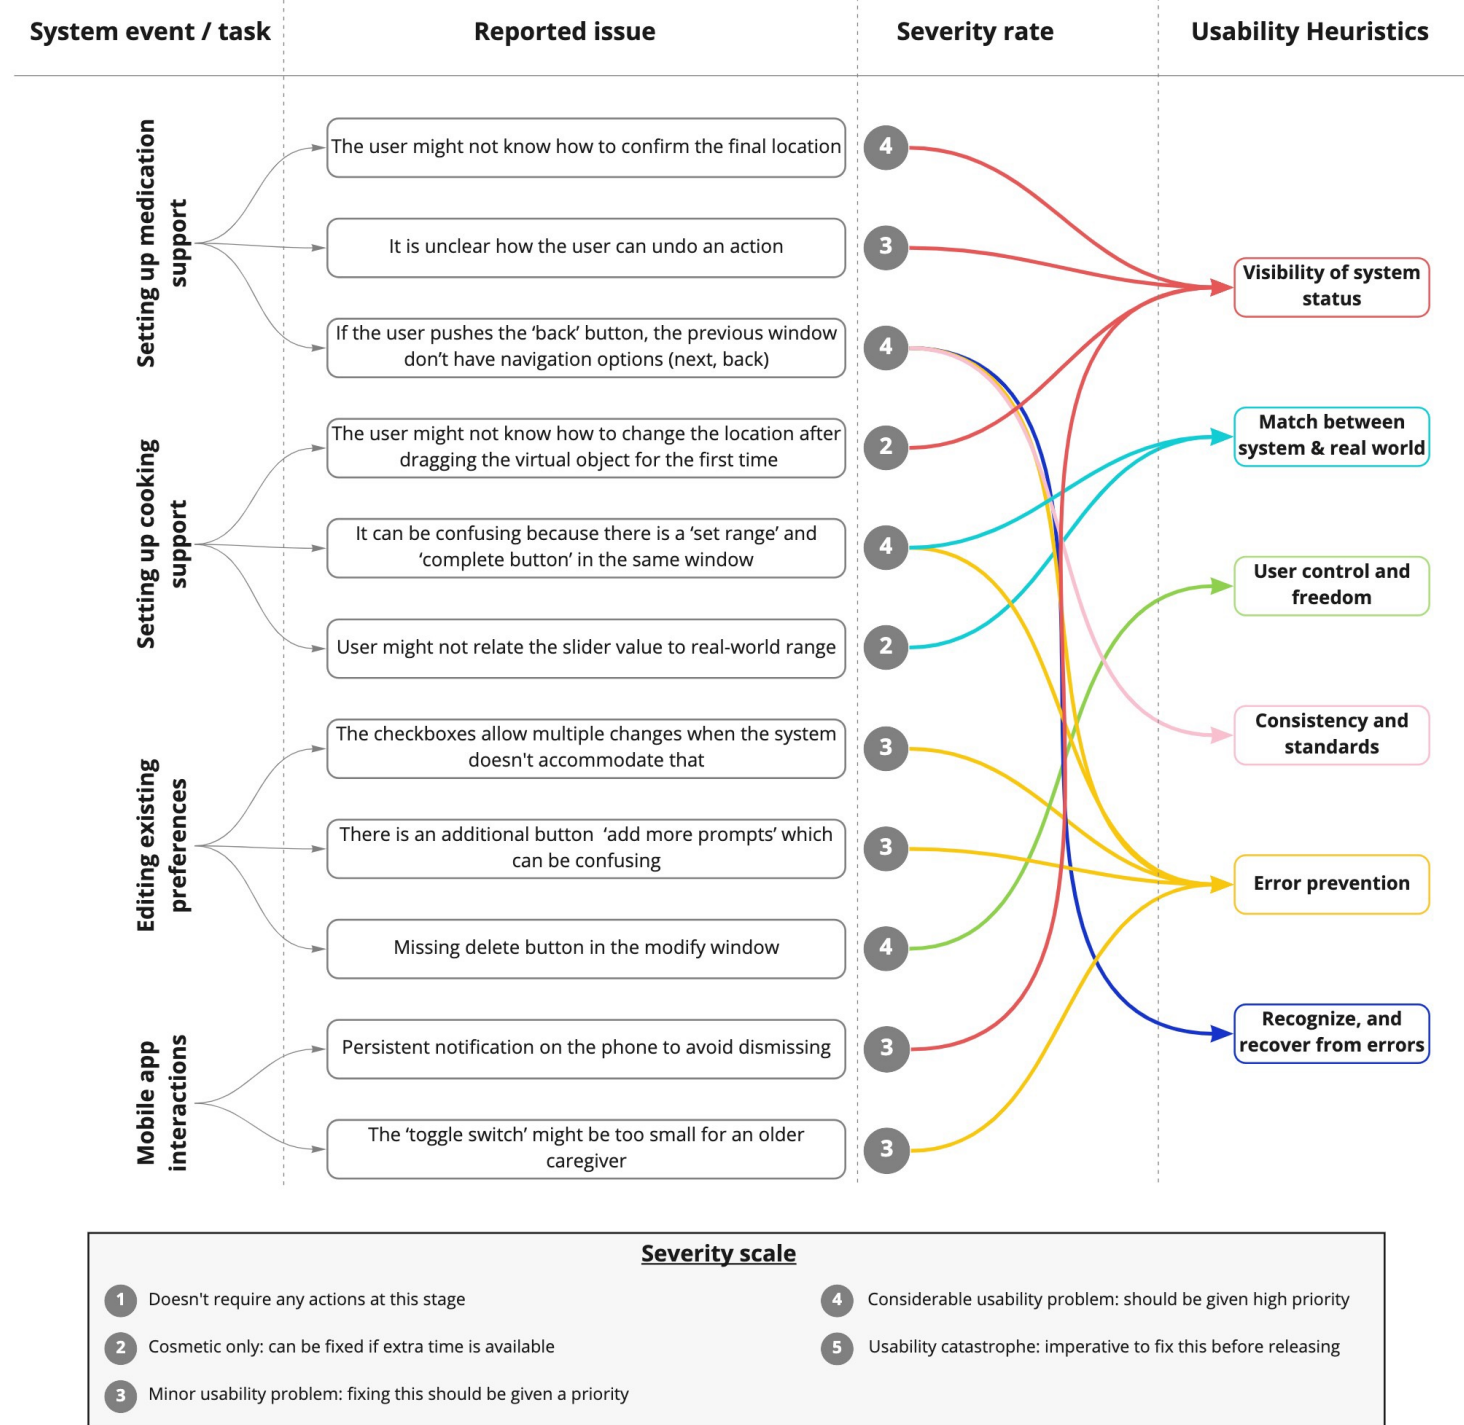 System event / task
Reported issue
Severity rate
Usability Heuristics
Setting up medication
support
The user might not know how to confirm the final location
4
It is unclear how the user can undo an action
3
If the user pushes the ‘back’ button, the previous window
don’t have navigation options (next, back)
4
Setting up cooking
support
The user might not know how to change the location after
dragging the virtual object for the first time
2
It can be confusing because there is a ‘set range’ and
‘complete button’ in the same window
4
User might not relate the slider value to real-world range
2
Editing existing
preferences
The checkboxes allow multiple changes when the system
doesn't accommodate that
3
There is an additional button  ‘add more prompts’ which
can be confusing
3
Missing delete button in the modify window
4
Mobile app
interactions
Persistent notification on the phone to avoid dismissing
3
The ‘toggle switch’ might be too small for an older
caregiver
3
Visibility of system
status
Match between
system & real world
User control and
freedom
Consistency and
standards
Error prevention
Recognize, and
recover from errors
Severity scale
1 Doesn't require any actions at this stage
2 Cosmetic only: can be fixed if extra time is available
3 Minor usability problem: fixing this should be given a priority
4 Considerable usability problem: should be given high priority
5 Usability catastrophe: imperative to fix this before releasing